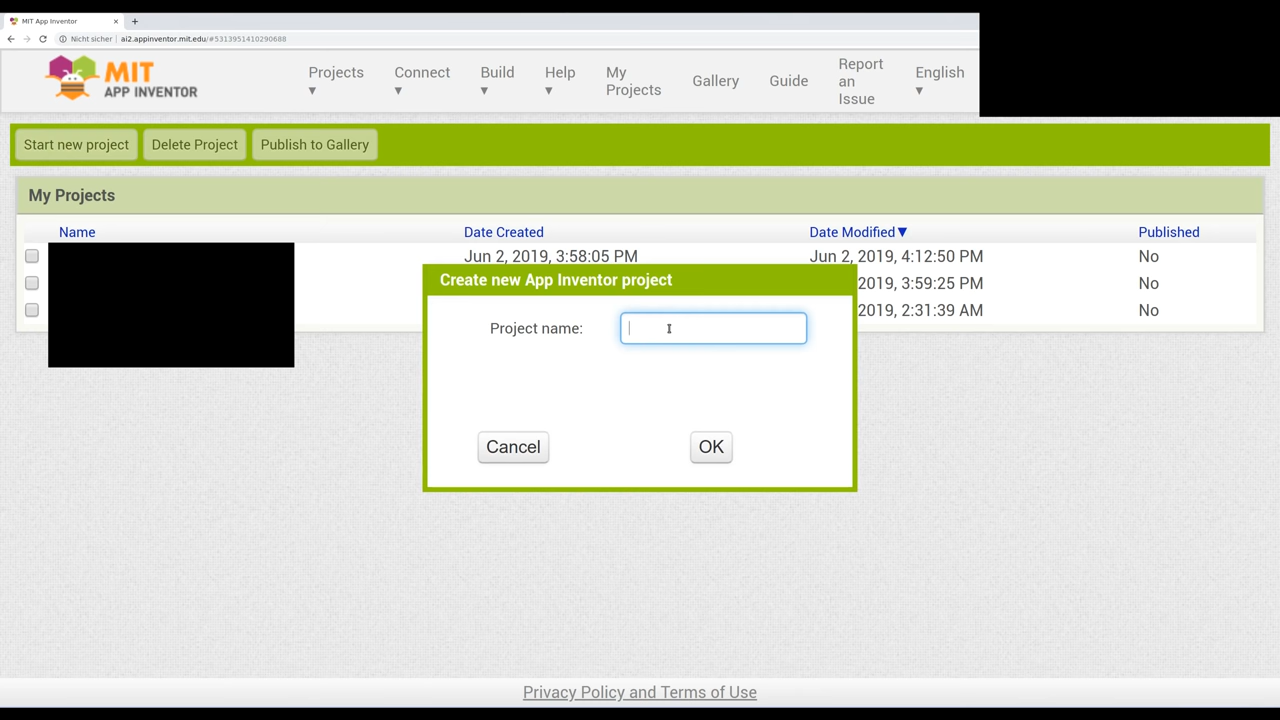 MIT App Inventor
Nicht sicher | ai2.appinventor.mit.edu/#5313951410290688
MIT
APP INVENTOR
Projects
Connect
Build
Help
My
Projects
Gallery
Guide
Report
an
Issue
English
Start new project
Delete Project
Publish to Gallery
My Projects
Name Date Created Date Modified Published
Jun 2, 2019, 3:58:05 PM Jun 2, 2019, 4:12:50 PM No
2019, 3:59:25 PM No
2019, 2:31:39 AM No
Create new App Inventor project
Project name:
Cancel
OK
Privacy Policy and Terms of Use